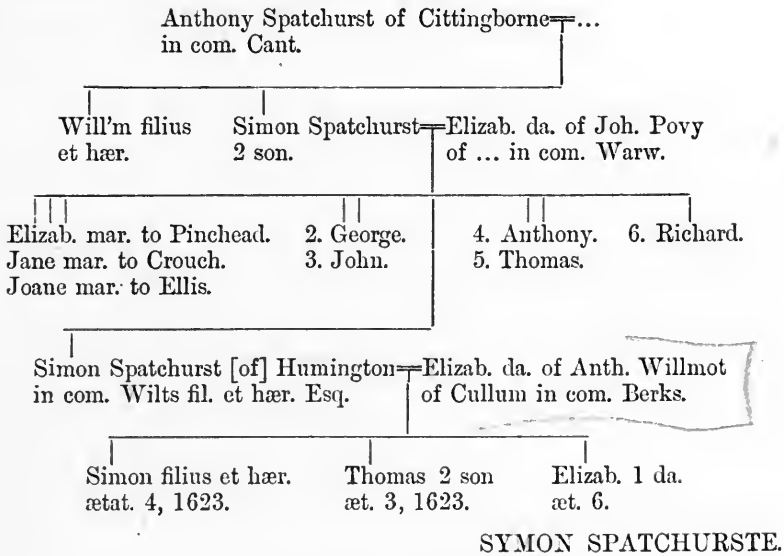 Anthony Spatchurst of Cittingborne=...
in com. Cant.
Will'm filius
et hær.
Simon Spatchurst=Elizab. da. of Joh. Povy
2 son.
of ... in com. Warw.
Elizab. mar. to Pinchead.
Jane mar. to Crouch.
Joane mar. to Ellis.
2. George.
3. John.
4. Anthony.
5. Thomas.
6. Richard.
Simon Spatchurst [of] Humington=Elizab. da. of Anth. Willmot
in com. Wilts fil. et hær. Esq.
of Cullum in com. Berks.
Simon filius et hær.
ætat. 4, 1623.
Thomas 2 son
æt. 3, 1623.
Elizab. 1 da.
æt. 6.
SYMON SPATCHURSTE.